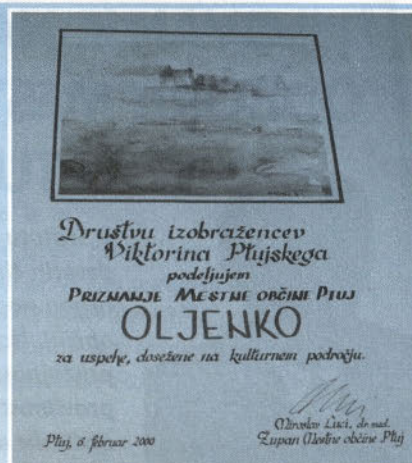 Društvu izobražencev
Viktorina Ptujskega
podeljujem
PRIZNANJE MESTNE OBČINE PTUJ
OLJENKO
za uspehe, dosežene na kulturnem področju.
Miroslav Luci, dr. med.
Ptuj, 8. februar 2000 Župan Mestne občine Ptuj